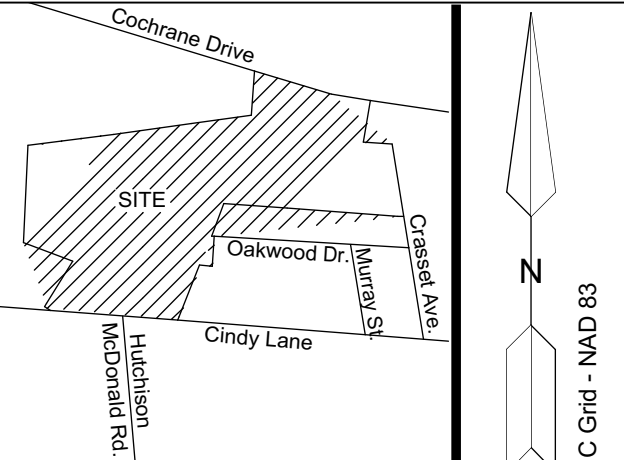 Cochrane Drive
SITE
Oakwood Dr.
Murray St.
Crasset Ave.
Cindy Lane
Hutchison
McDonald Rd.
N
C Grid - NAD 83